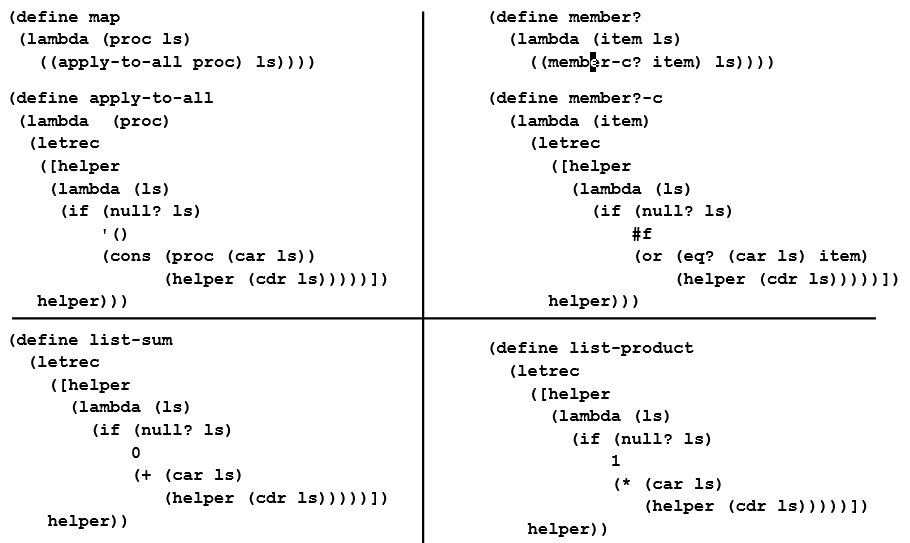 (define map
(lambda (proc ls)
((apply-to-all proc) ls))))
(define apply-to-all
(lambda  (proc)
(letrec
([helper
(lambda (ls)
(if (null? ls)
'()
(cons (proc (car ls))
(helper (cdr ls)))))])
helper)))
(define member?
(lambda (item ls)
((member-c? item) ls))))
(define member?-c
(lambda (item)
(letrec
([helper
(lambda (ls)
(if (null? ls)
#f
(or (eq? (car ls) item)
(helper (cdr ls)))))])
helper)))
(define list-sum
(letrec
([helper
(lambda (ls)
(if (null? ls)
0
(+ (car ls)
(helper (cdr ls)))))])
helper))
(define list-product
(letrec
([helper
(lambda (ls)
(if (null? ls)
1
(* (car ls)
(helper (cdr ls)))))])
helper))